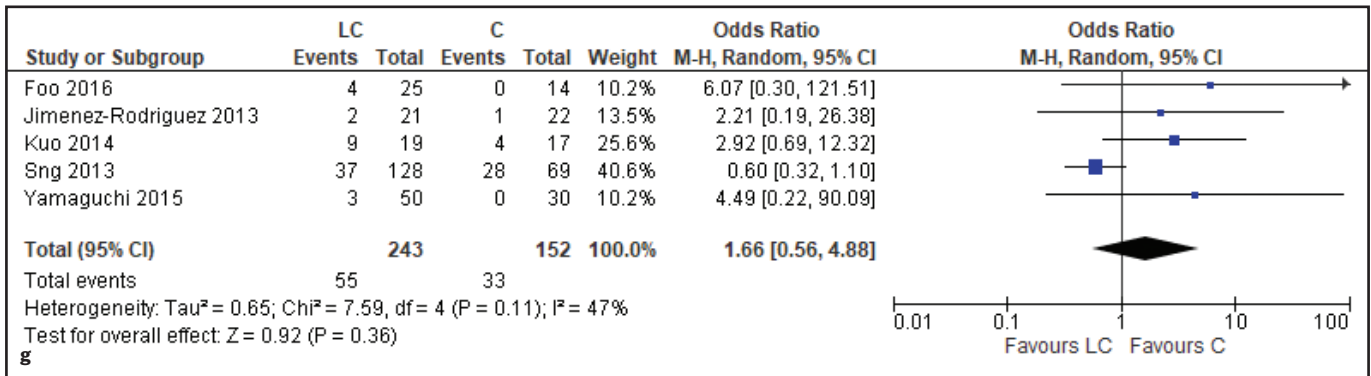 LC C Odds Ratio Odds Ratio
Study or Subgroup Events Total Events Total Weight M-H, Random, 95% CI M-H, Random, 95% CI
Foo 2016 4 25 0 14 10.2% 6.07 [0.30, 121.51]
Jimenez-Rodriguez 2013 2 21 1 22 13.5% 2.21 [0.19, 26.38]
Kuo 2014 9 19 4 17 25.6% 2.92 [0.69, 12.32]
Sng 2013 37 128 28 69 40.6% 0.60 [0.32, 1.10]
Yamaguchi 2015 3 50 0 30 10.2% 4.49 [0.22, 90.09]
Total (95% CI) 243 152 100.0% 1.66 [0.56, 4.88]
Total events 55 33
Heterogeneity: Tau² = 0.65; Chi² = 7.59, df = 4 (P = 0.11); I² = 47%
Test for overall effect: Z = 0.92 (P = 0.36)
0.01 0.1 1 10 100
Favours LC Favours C
g